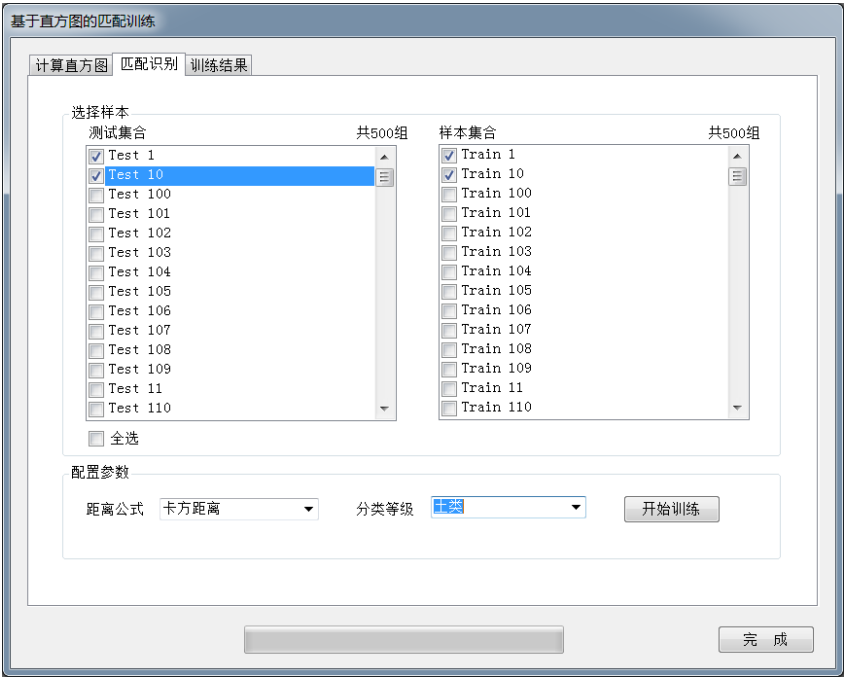 基于直方图的匹配训练
计算直方图 匹配识别 训练结果
选择样本
测试集合 共500组 样本集合 共500组
Test 1 Train 1
Test 10 Train 10
Test 100 Train 100
Test 101 Train 101
Test 102 Train 102
Test 103 Train 103
Test 104 Train 104
Test 105 Train 105
Test 106 Train 106
Test 107 Train 107
Test 108 Train 108
Test 109 Train 109
Test 11 Train 11
Test 110 Train 110
全选
配置参数
距离公式 卡方距离 分类等级 土类 开始训练
完 成